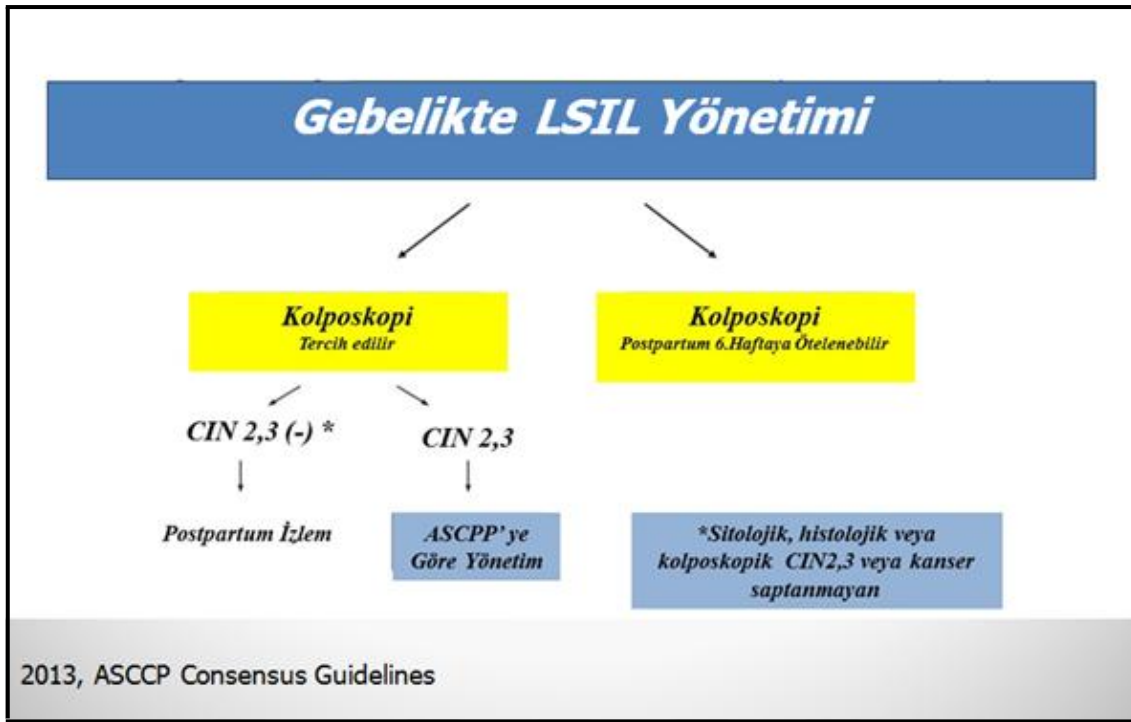 Gebelikte LSIL Yönetimi
Kolposkopi
Tercih edilir
Kolposkopi
Postpartum 6.Haftaya Ötelenebilir
CIN 2,3 (-) *
CIN 2,3
Postpartum İzlem
ASCPP’ye
Göre Yönetim
*Sitolojik, histolojik veya
kolposkopik CIN2,3 veya kanser
saptanmayan
2013, ASCCP Consensus Guidelines